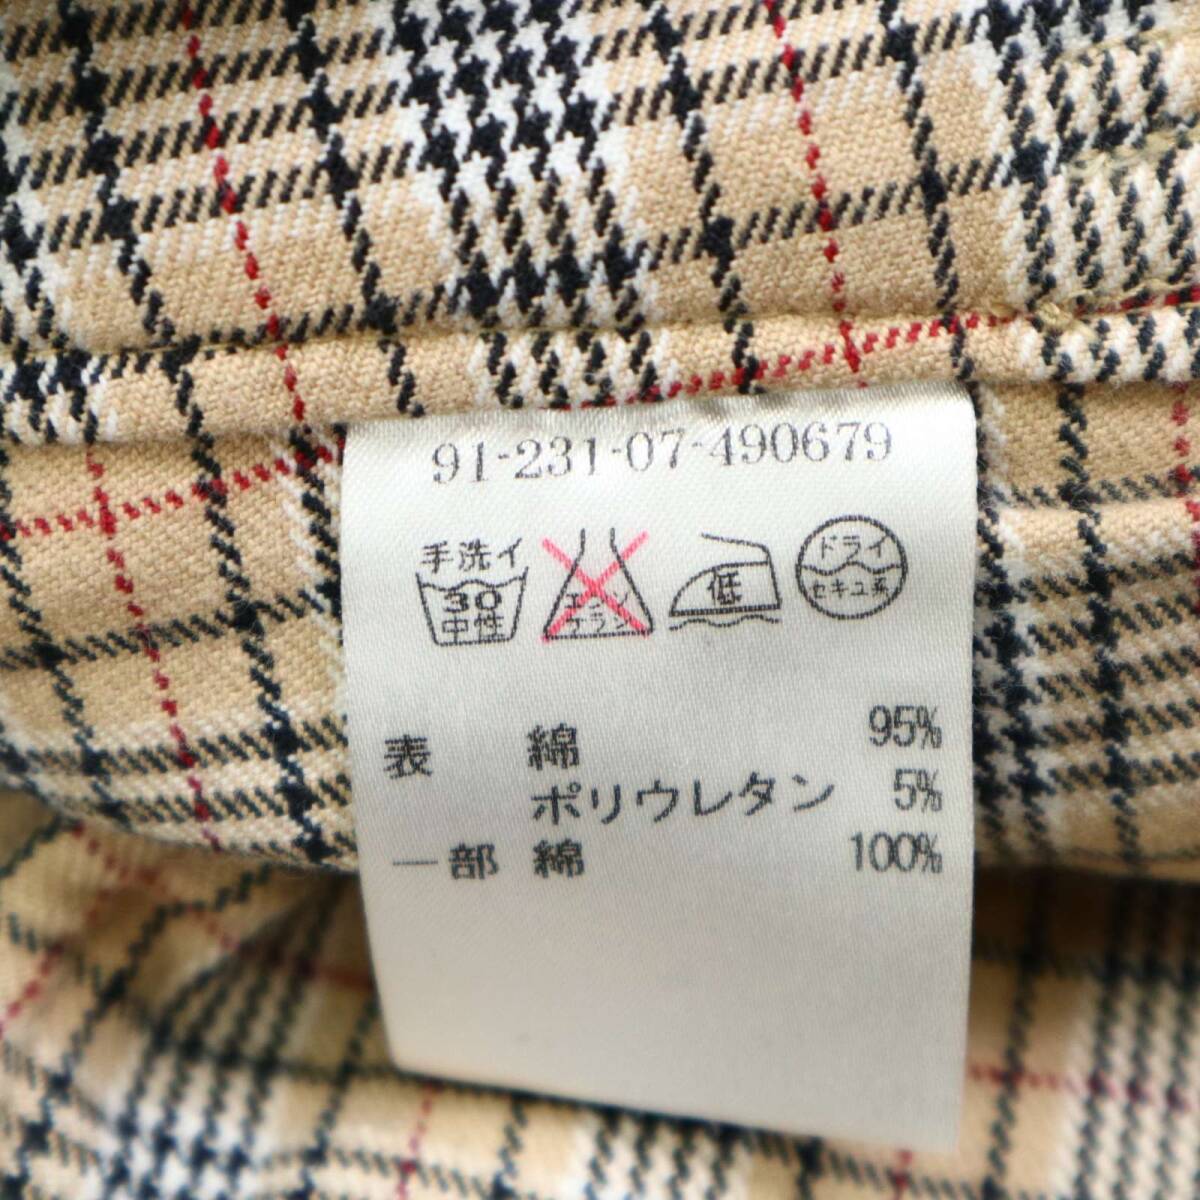 91-231-07-490679
手洗イ
30
中性
エンソ
サラシ
低
ドライ
セキユ系
表 綿 95%
ポリウレタン 5%
一部 綿 100%